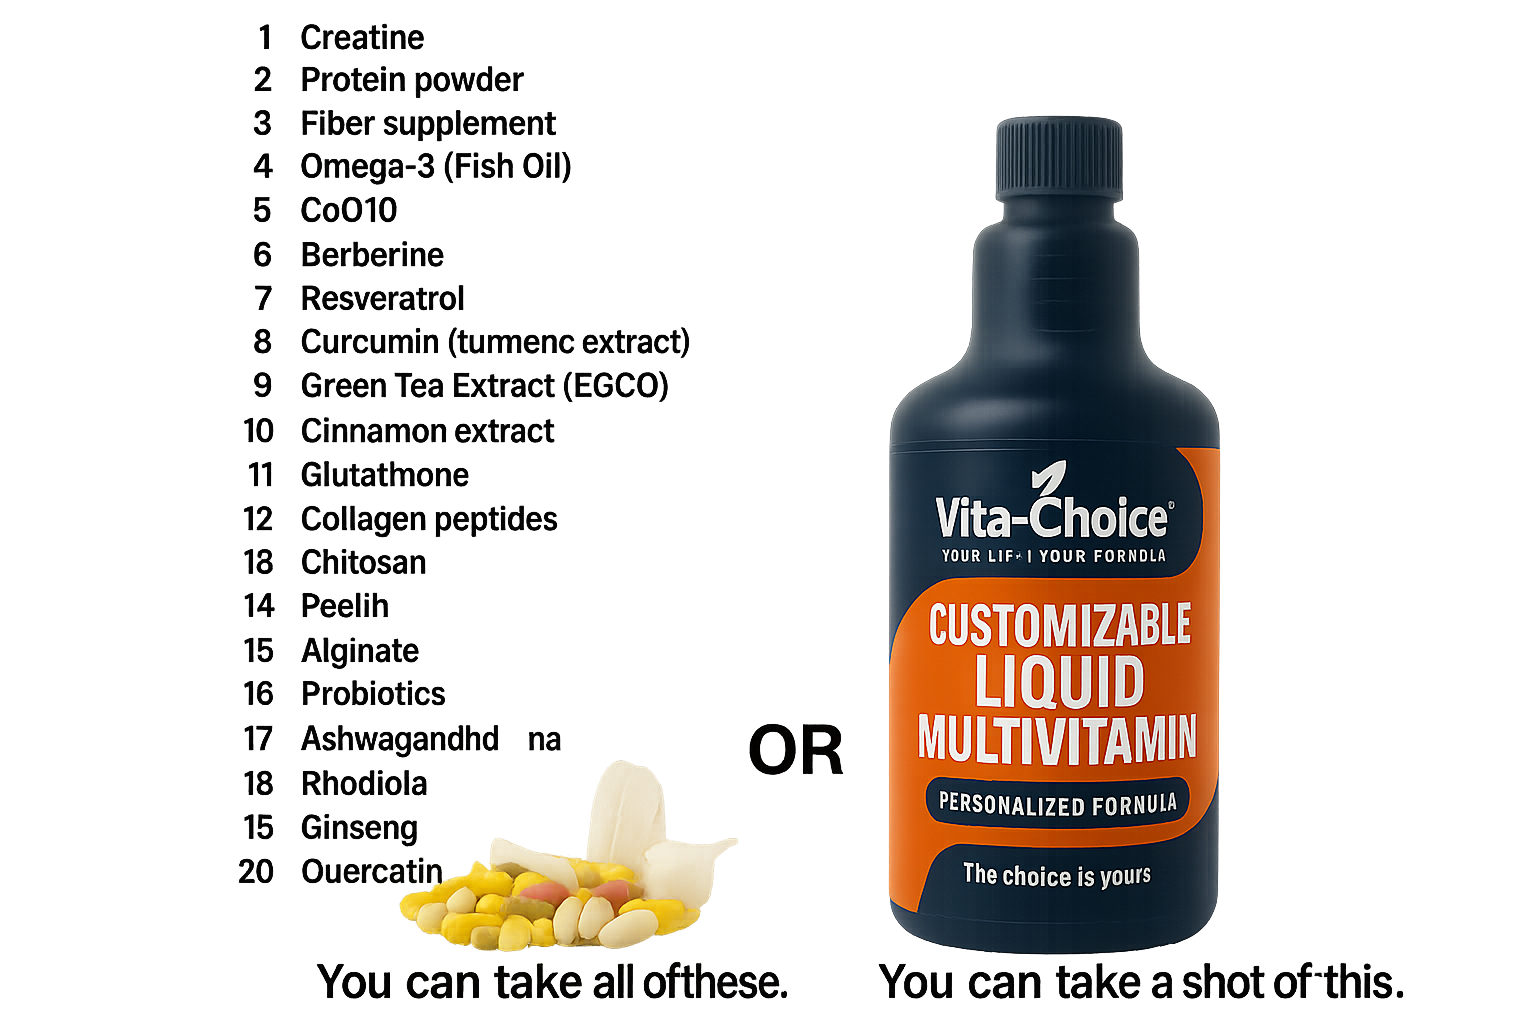 1 Creatine
2 Protein powder
3 Fiber supplement
4 Omega-3 (Fish Oil)
5 CoO10
6 Berberine
7 Resveratrol
8 Curcumin (tumenc extract)
9 Green Tea Extract (EGCO)
10 Cinnamon extract
11 Glutathmone
12 Collagen peptides
18 Chitosan
14 Peelih
15 Alginate
16 Probiotics
17 Ashwagandhd na
18 Rhodiola
15 Ginseng
20 Ouercatin
You can take all ofthese.
OR
Vita-Choice
YOUR LIF- | YOUR FORNDLA
CUSTOMIZABLE
LIQUID
MULTIVITAMIN
PERSONALIZED FORNULA
The choice is yours
You can take a shot of-this.